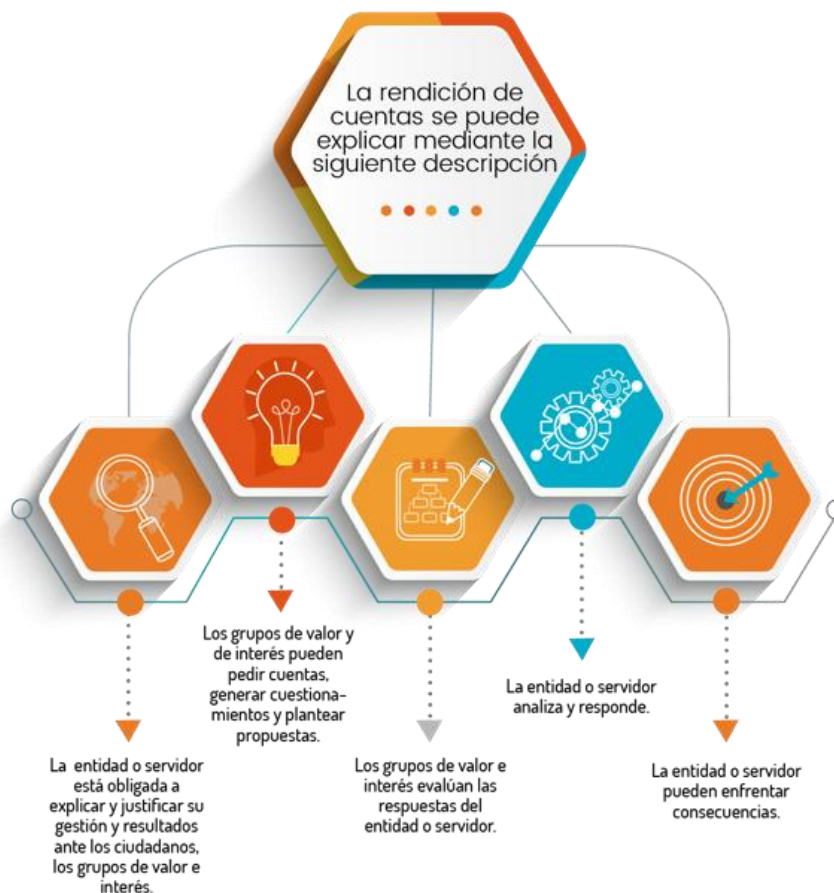 La rendición de
cuentas se puede
explicar mediante la
siguiente descripción
La entidad o servidor
está obligada a
explicar y justificar su
gestión y resultados
ante los ciudadanos,
los grupos de valor e
interés.
Los grupos de valor y
de interés pueden
pedir cuentas,
generar cuestiona-
mientos y plantear
propuestas.
Los grupos de valor e
interés evalúan las
respuestas del
entidad o servidor.
La entidad o servidor
analiza y responde.
La entidad o servidor
pueden enfrentar
consecuencias.